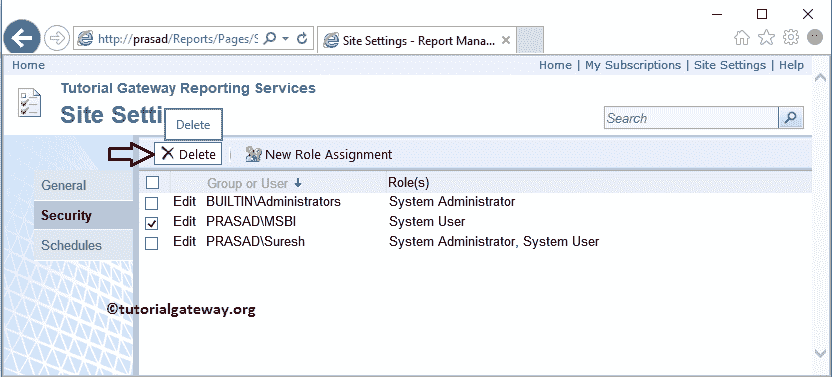 http://prasad/Reports/Pages/S
Site Settings - Report Mana...
Home
Home | My Subscriptions | Site Settings | Help
Tutorial Gateway Reporting Services
Site Setti
Delete
Search
Delete
New Role Assignment
General
Security
Schedules
Group or User Role(s)
Edit BUILTIN\Administrators System Administrator
Edit PRASAD\MSBI System User
Edit PRASAD\Suresh System Administrator, System User
©tutorialgateway.org